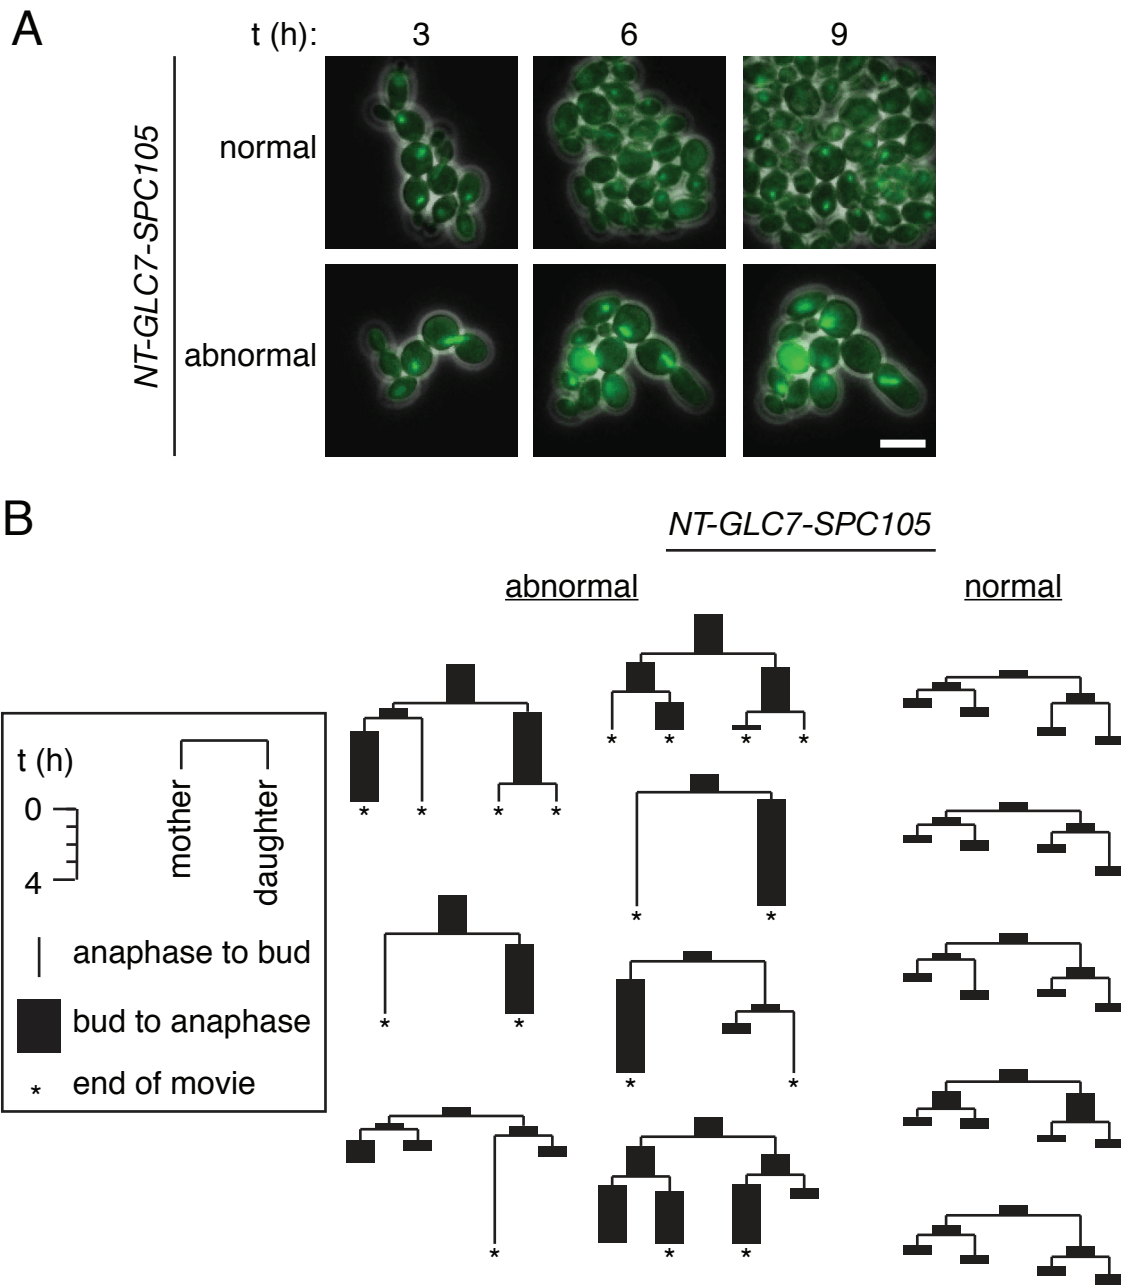 A
t (h):
3
6
9
NT-GLC7-SPC105
normal
abnormal
B
NT-GLC7-SPC105
abnormal
normal
t (h)
0
4
mother
daughter
anaphase to bud
bud to anaphase
* end of movie
* * * *
* * * *
* *
* *
* *
*
* *